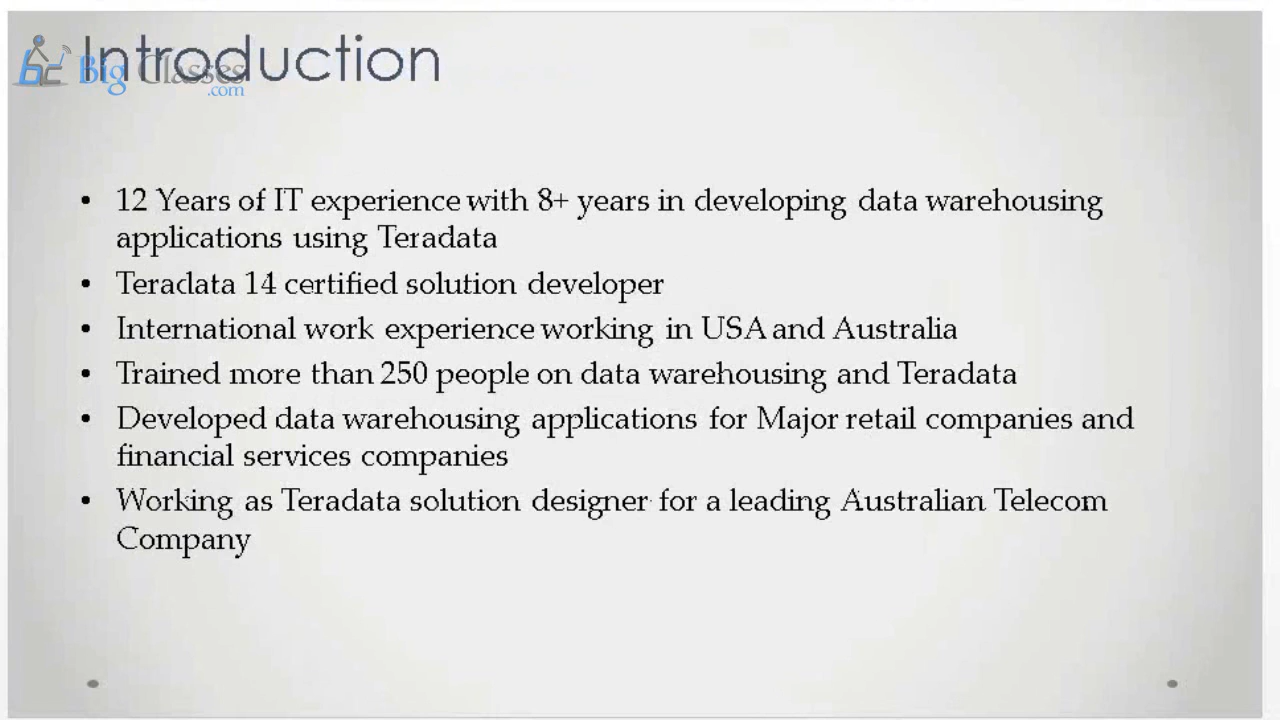 Introduction
Big Classes
.com
• 12 Years of IT experience with 8+ years in developing data warehousing
applications using Teradata
• Teradata 14 certified solution developer
• International work experience working in USA and Australia
• Trained more than 250 people on data warehousing and Teradata
• Developed data warehousing applications for Major retail companies and
financial services companies
• Working as Teradata solution designer for a leading Australian Telecom
Company